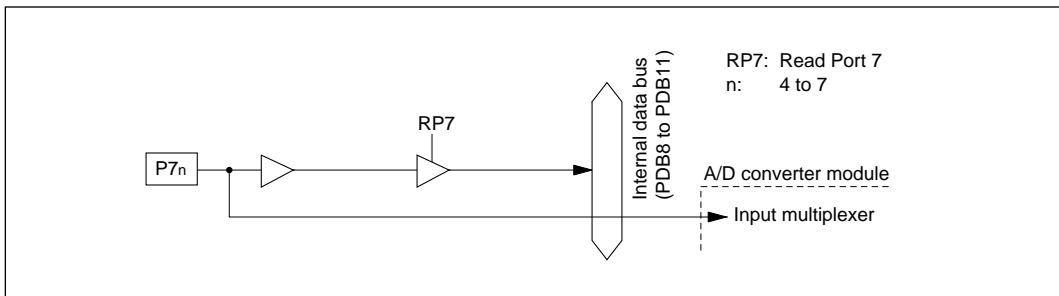 RP7: Read Port 7
n: 4 to 7
Internal data bus
(PDB8 to PDB11)
RP7
P7n
A/D converter module
Input multiplexer